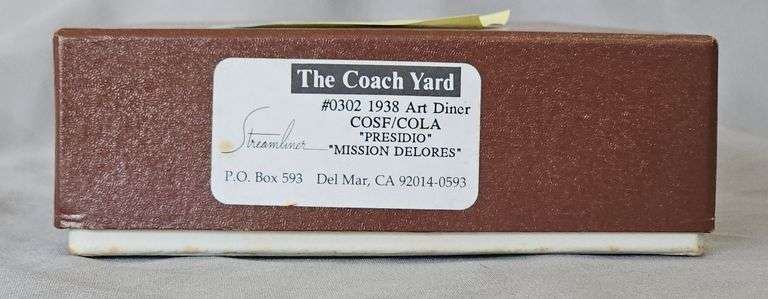 The Coach Yard
#0302 1938 Art Diner
COSF/COLA
"PRESIDIO"
Streamliner "MISSION DELORES"
P.O. Box 593 Del Mar, CA 92014-0593